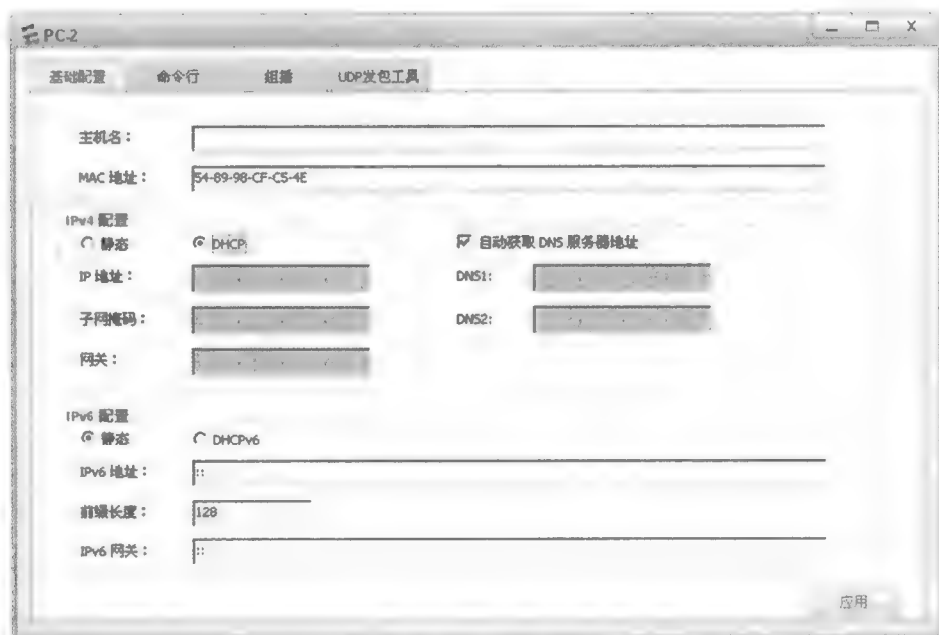 PC-2
基础配置 命令行 组播 UDP发包工具
主机名：
MAC 地址： 54-89-98-CF-C5-4E
IPv4 配置
静态 DHCP 自动获取 DNS 服务器地址
IP 地址： DNS1:
子网掩码： DNS2:
网关：
IPv6 配置
静态 DHCPv6
IPv6 地址： ::
前缀长度： 128
IPv6 网关： ::
应用